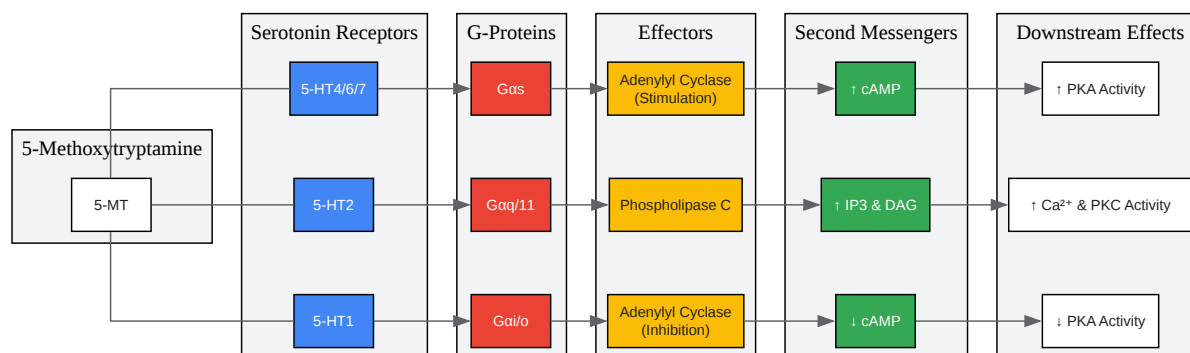 Serotonin Receptors
G-Proteins
Effectors
Second Messengers
Downstream Effects
5-HT4/6/7
Gαs
Adenylyl Cyclase
(Stimulation)
↑ cAMP
↑ PKA Activity
5-Methoxytryptamine
5-MT
5-HT2
Gαq/11
Phospholipase C
↑ IP3 & DAG
↑ Ca²⁺ & PKC Activity
5-HT1
Gαi/o
Adenylyl Cyclase
(Inhibition)
↓ cAMP
↓ PKA Activity